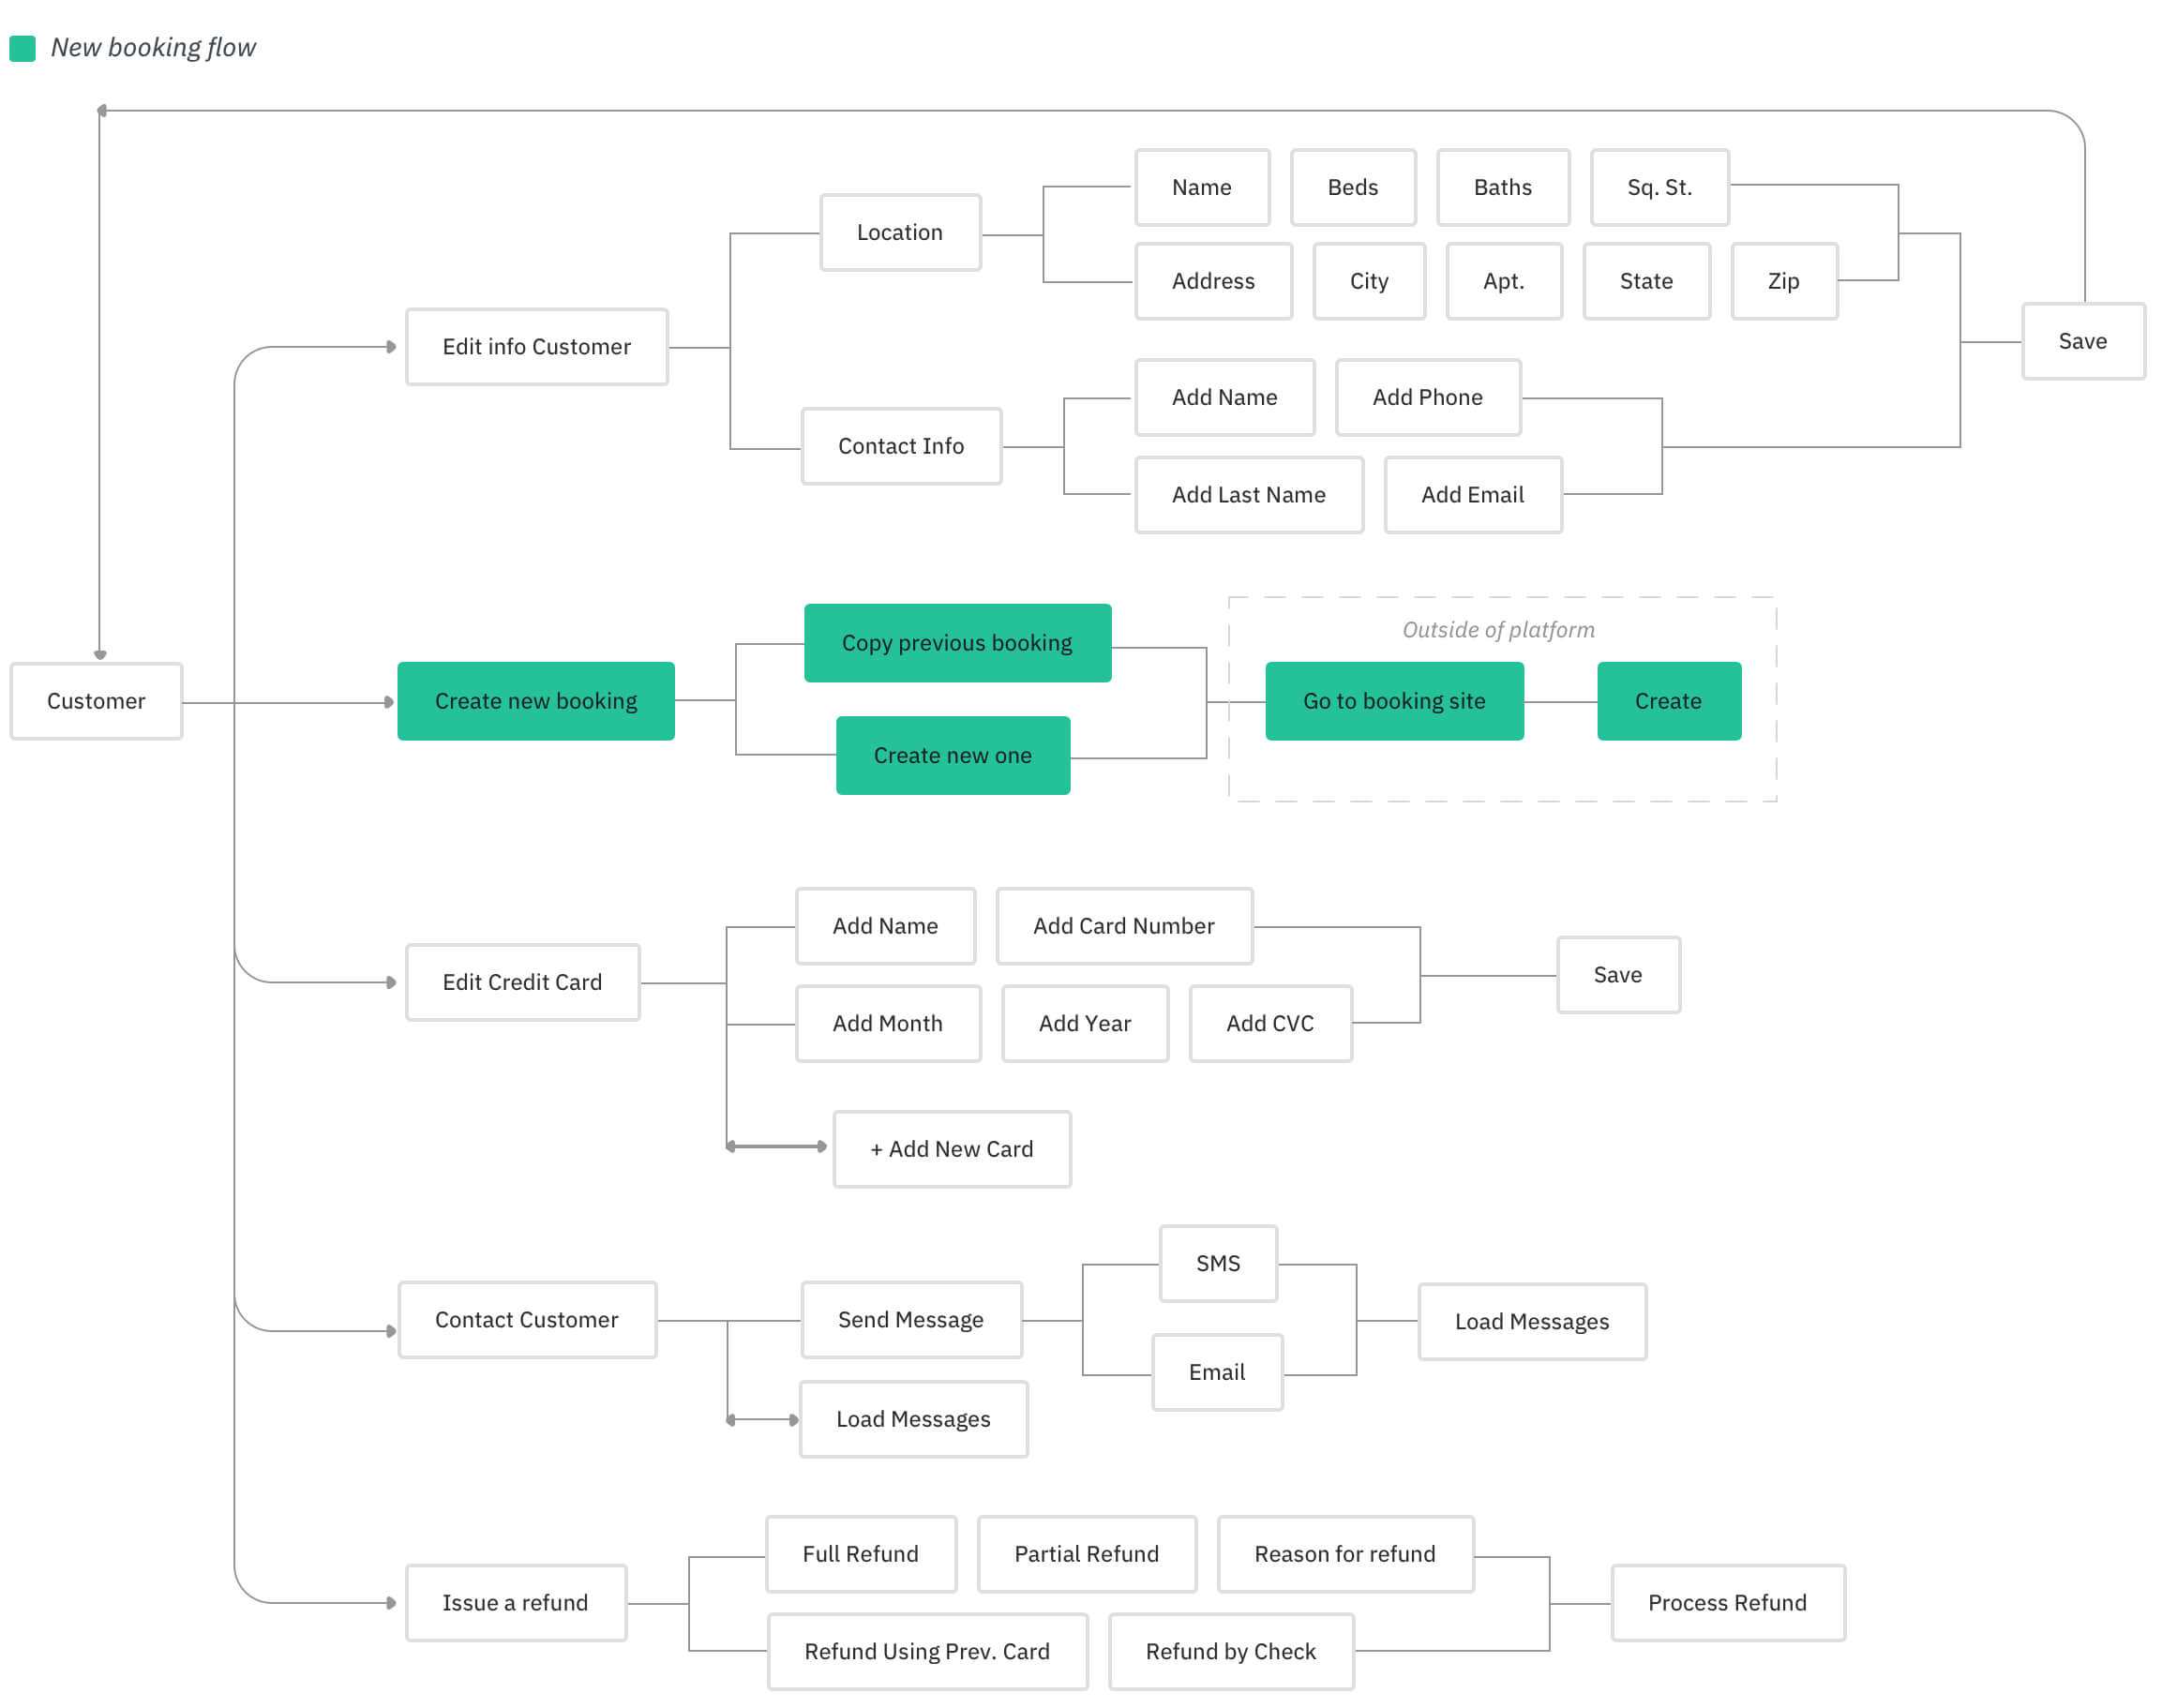 New booking flow
Name
Beds
Baths
Sq. St.
Location
Address
City
Apt.
State
Zip
Edit info Customer
Save
Add Name
Add Phone
Contact Info
Add Last Name
Add Email
Outside of platform
Copy previous booking
Customer
Create new booking
Go to booking site
Create
Create new one
Add Name
Add Card Number
Edit Credit Card
Save
Add Month
Add Year
Add CVC
+ Add New Card
SMS
Contact Customer
Send Message
Load Messages
Email
Load Messages
Full Refund
Partial Refund
Reason for refund
Issue a refund
Process Refund
Refund Using Prev. Card
Refund by Check